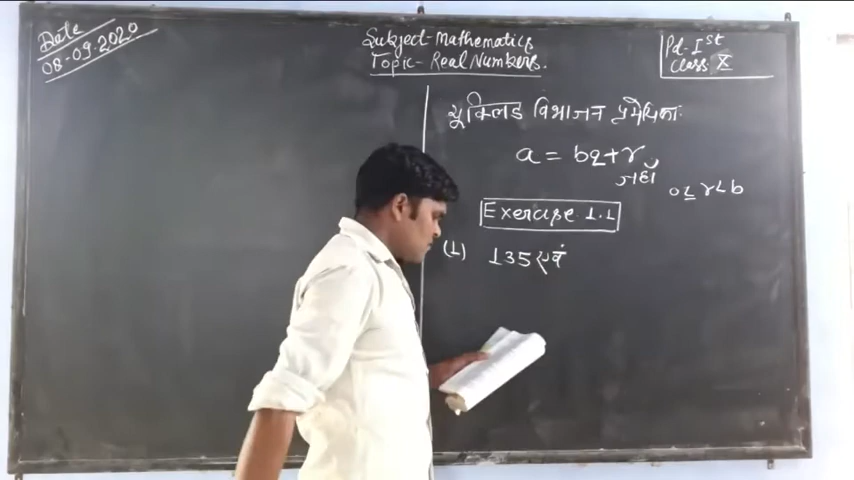 Date
08-09-2020
Subject-Mathematics
Topic-Real Numbers.
Pd-Ist
Class X
यूक्लिड विभाजन प्रमेयिका:
a = bq+r
जहाँ
0≤ r<b
Exercise 1.1
(1) 135 एवं